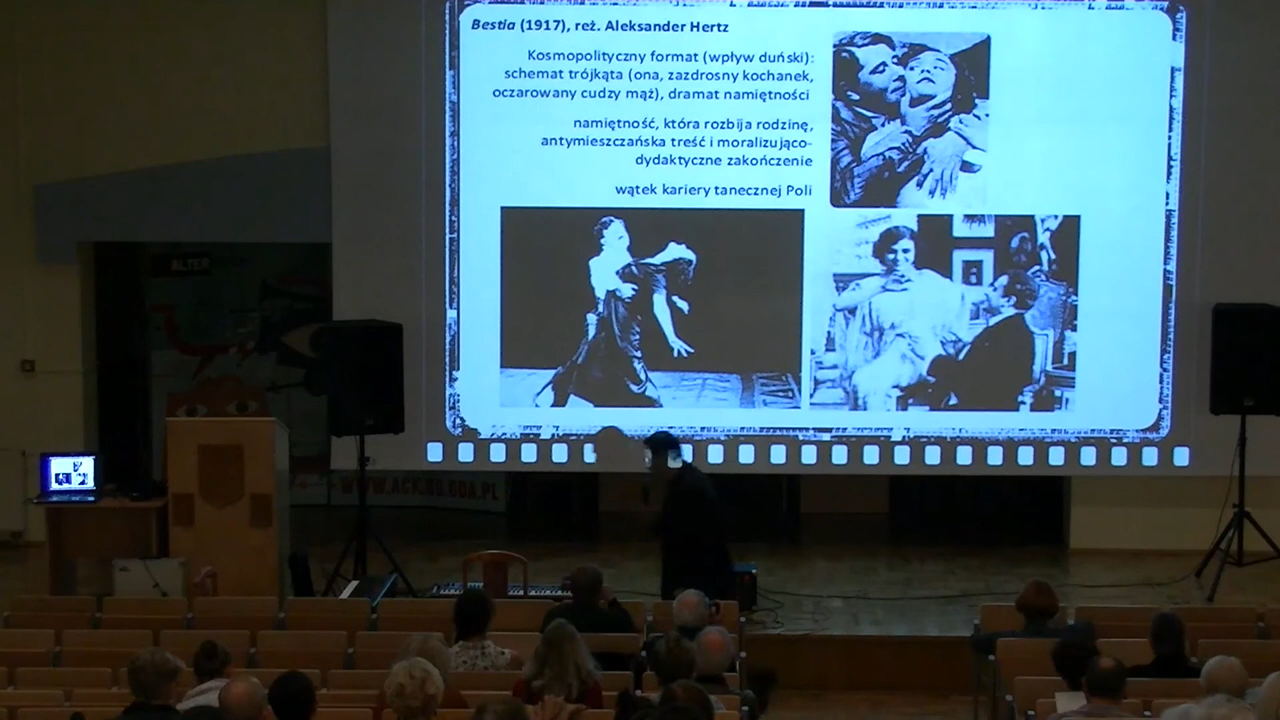 Bestia (1917), reż. Aleksander Hertz
Kosmopolityczny format (wpływ duński):
schemat trójkąta (ona, zazdrosny kochanek,
oczarowany cudzy mąż), dramat namiętności
namiętność, która rozbija rodzinę,
antymieszczańska treść i moralizująco-
dydaktyczne zakończenie
wątek kariery tanecznej Poli
ALTER
WWW.ACK.UG.GDA.PL